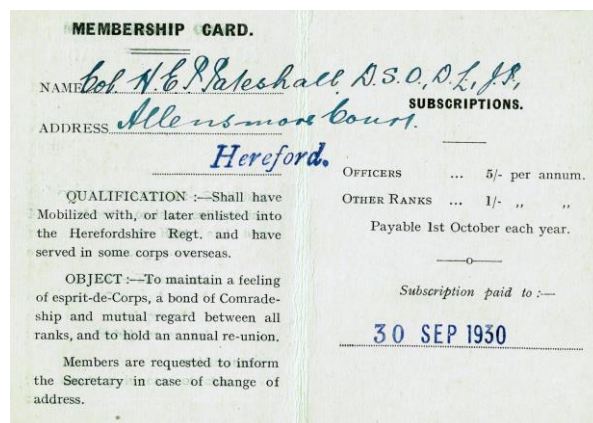 MEMBERSHIP CARD.
NAME Col. H. E. P. Pateshall, D.S.O., D.L., J.P.,
ADDRESS Allensmore Court.
Hereford.
QUALIFICATION :—Shall have
Mobilized with, or later enlisted into
the Herefordshire Regt. and have
served in some corps overseas.
OBJECT :—To maintain a feeling
of esprit-de-Corps, a bond of Comrade-
ship and mutual regard between all
ranks, and to hold an annual re-union.
Members are requested to inform
the Secretary in case of change of
address.
SUBSCRIPTIONS.
OFFICERS ... 5/- per annum.
OTHER RANKS ... 1/- „ „
Payable 1st October each year.
Subscription paid to :—
30 SEP 1930